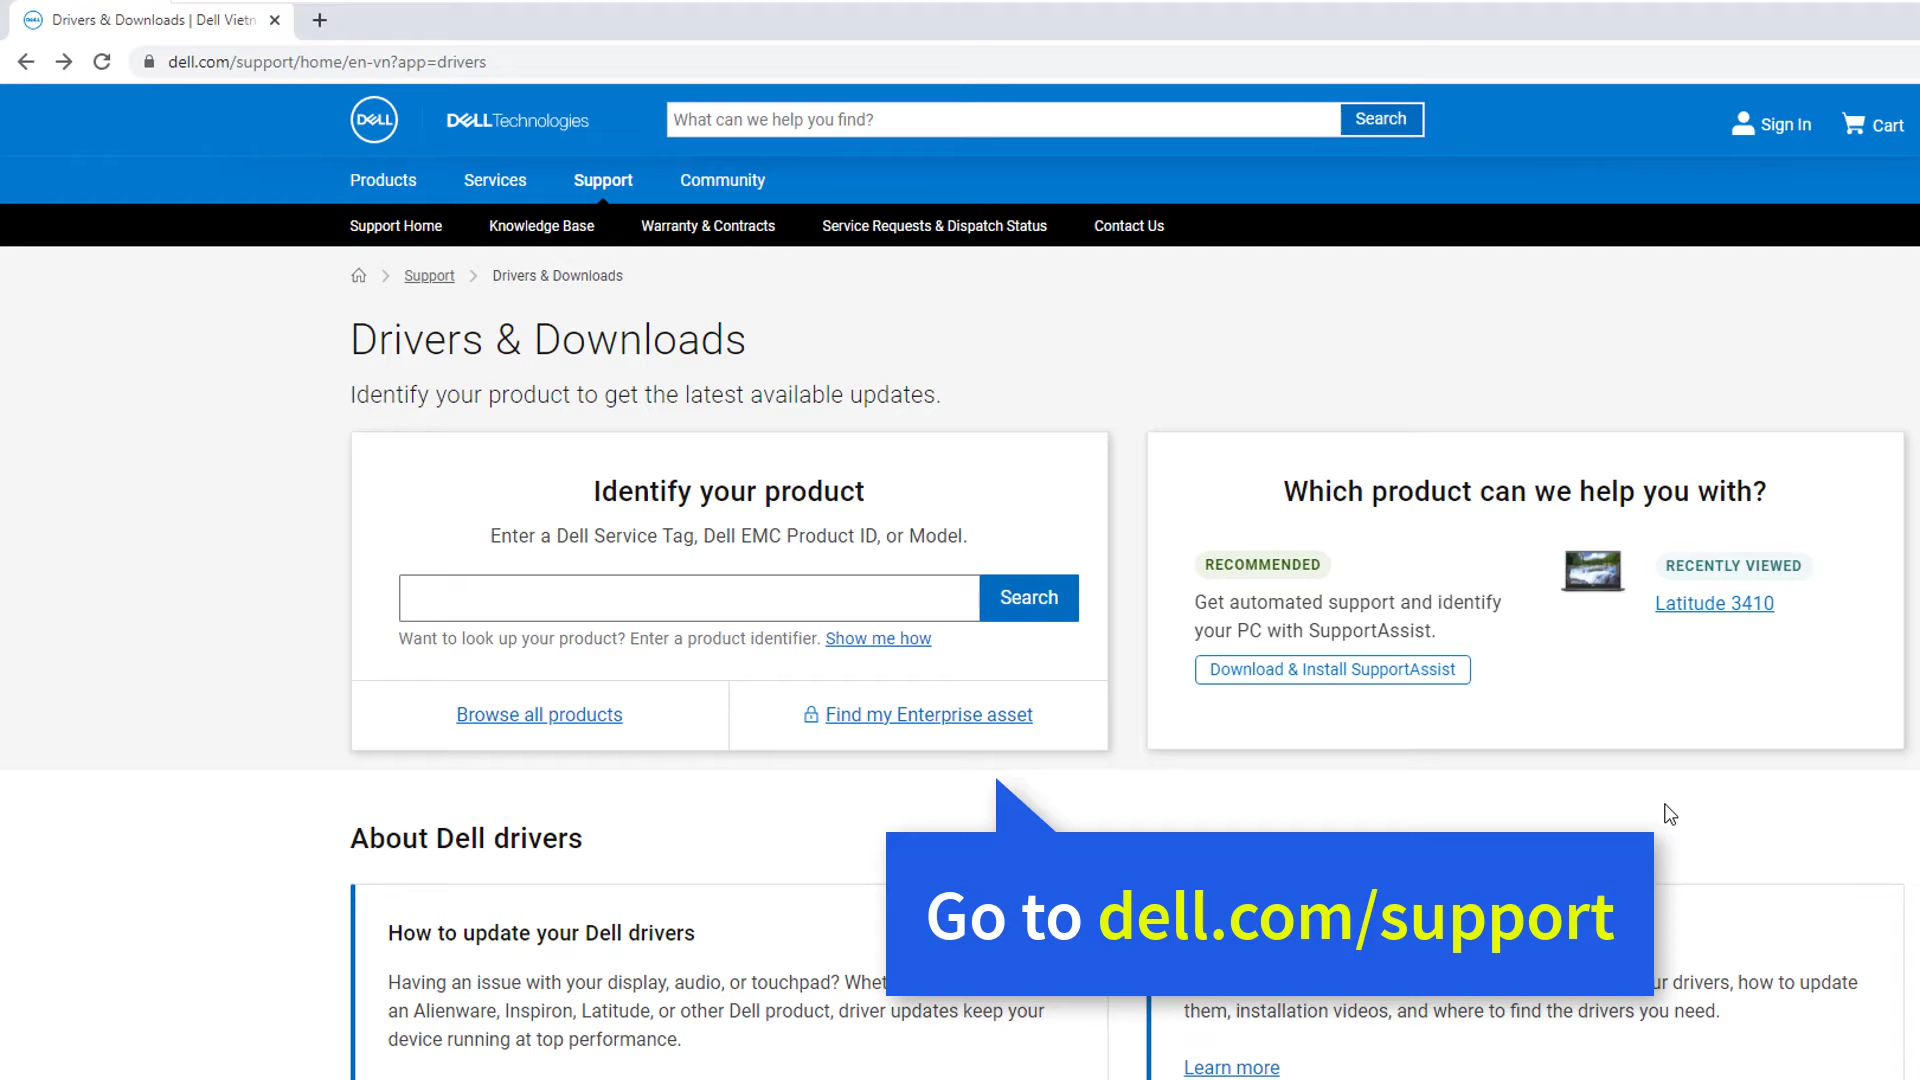 Drivers & Downloads | Dell Vietn
dell.com/support/home/en-vn?app=drivers
DELL
DELLTechnologies
What can we help you find?
Search
Sign In
Cart
Products
Services
Support
Community
Support Home
Knowledge Base
Warranty & Contracts
Service Requests & Dispatch Status
Contact Us
Support
Drivers & Downloads
Drivers & Downloads
Identify your product to get the latest available updates.
Identify your product
Enter a Dell Service Tag, Dell EMC Product ID, or Model.
Search
Want to look up your product? Enter a product identifier. Show me how
Browse all products
Find my Enterprise asset
Which product can we help you with?
RECOMMENDED
Get automated support and identify
your PC with SupportAssist.
Download & Install SupportAssist
RECENTLY VIEWED
Latitude 3410
About Dell drivers
How to update your Dell drivers
Having an issue with your display, audio, or touchpad? Whet
an Alienware, Inspiron, Latitude, or other Dell product, driver updates keep your
device running at top performance.
Go to dell.com/support
ur drivers, how to update
them, installation videos, and where to find the drivers you need.
Learn more